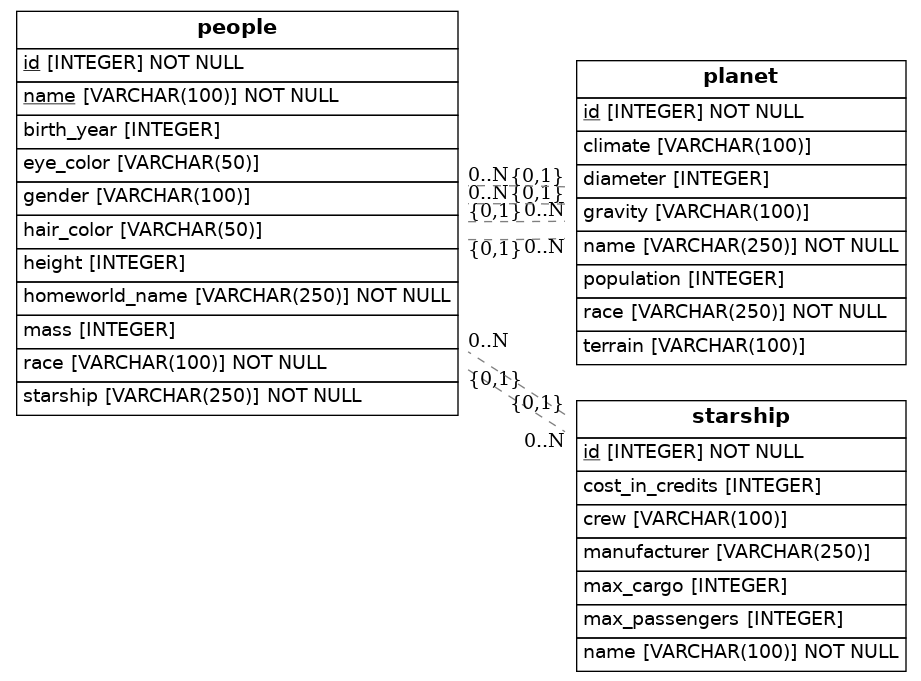 people
id [INTEGER] NOT NULL
name [VARCHAR(100)] NOT NULL
birth_year [INTEGER]
eye_color [VARCHAR(50)]
gender [VARCHAR(100)]
hair_color [VARCHAR(50)]
height [INTEGER]
homeworld_name [VARCHAR(250)] NOT NULL
mass [INTEGER]
race [VARCHAR(100)] NOT NULL
starship [VARCHAR(250)] NOT NULL
0..N {0,1}
0..N {0,1}
{0,1} 0..N
{0,1} 0..N
0..N
{0,1}
{0,1}
0..N
planet
id [INTEGER] NOT NULL
climate [VARCHAR(100)]
diameter [INTEGER]
gravity [VARCHAR(100)]
name [VARCHAR(250)] NOT NULL
population [INTEGER]
race [VARCHAR(250)] NOT NULL
terrain [VARCHAR(100)]
starship
id [INTEGER] NOT NULL
cost_in_credits [INTEGER]
crew [VARCHAR(100)]
manufacturer [VARCHAR(250)]
max_cargo [INTEGER]
max_passengers [INTEGER]
name [VARCHAR(100)] NOT NULL